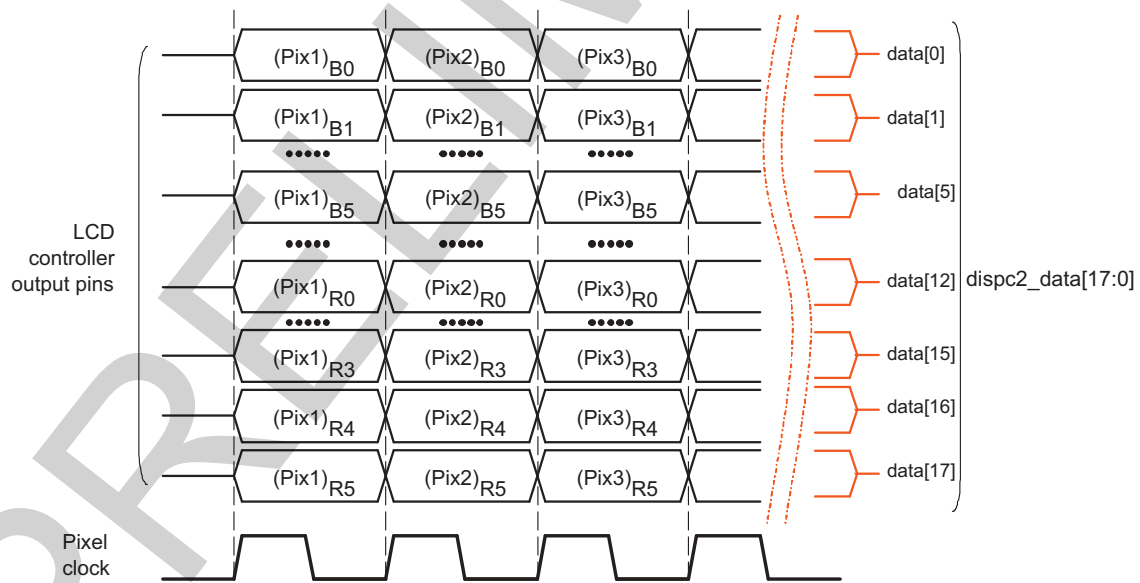 (Pix1)B0 (Pix2)B0 (Pix3)B0 data[0]
(Pix1)B1 (Pix2)B1 (Pix3)B1 data[1]
(Pix1)B5 (Pix2)B5 (Pix3)B5 data[5]
LCD
controller
output pins
(Pix1)R0 (Pix2)R0 (Pix3)R0 data[12] dispc2_data[17:0]
(Pix1)R3 (Pix2)R3 (Pix3)R3 data[15]
(Pix1)R4 (Pix2)R4 (Pix3)R4 data[16]
(Pix1)R5 (Pix2)R5 (Pix3)R5 data[17]
Pixel
clock
PRELIM